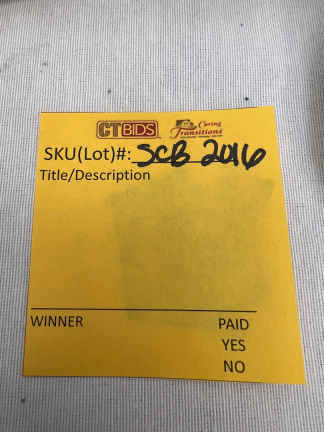 CTBIDS Caring Transitions
SKU(Lot)#: SCB 2016
Title/Description
WINNER PAID
YES
NO